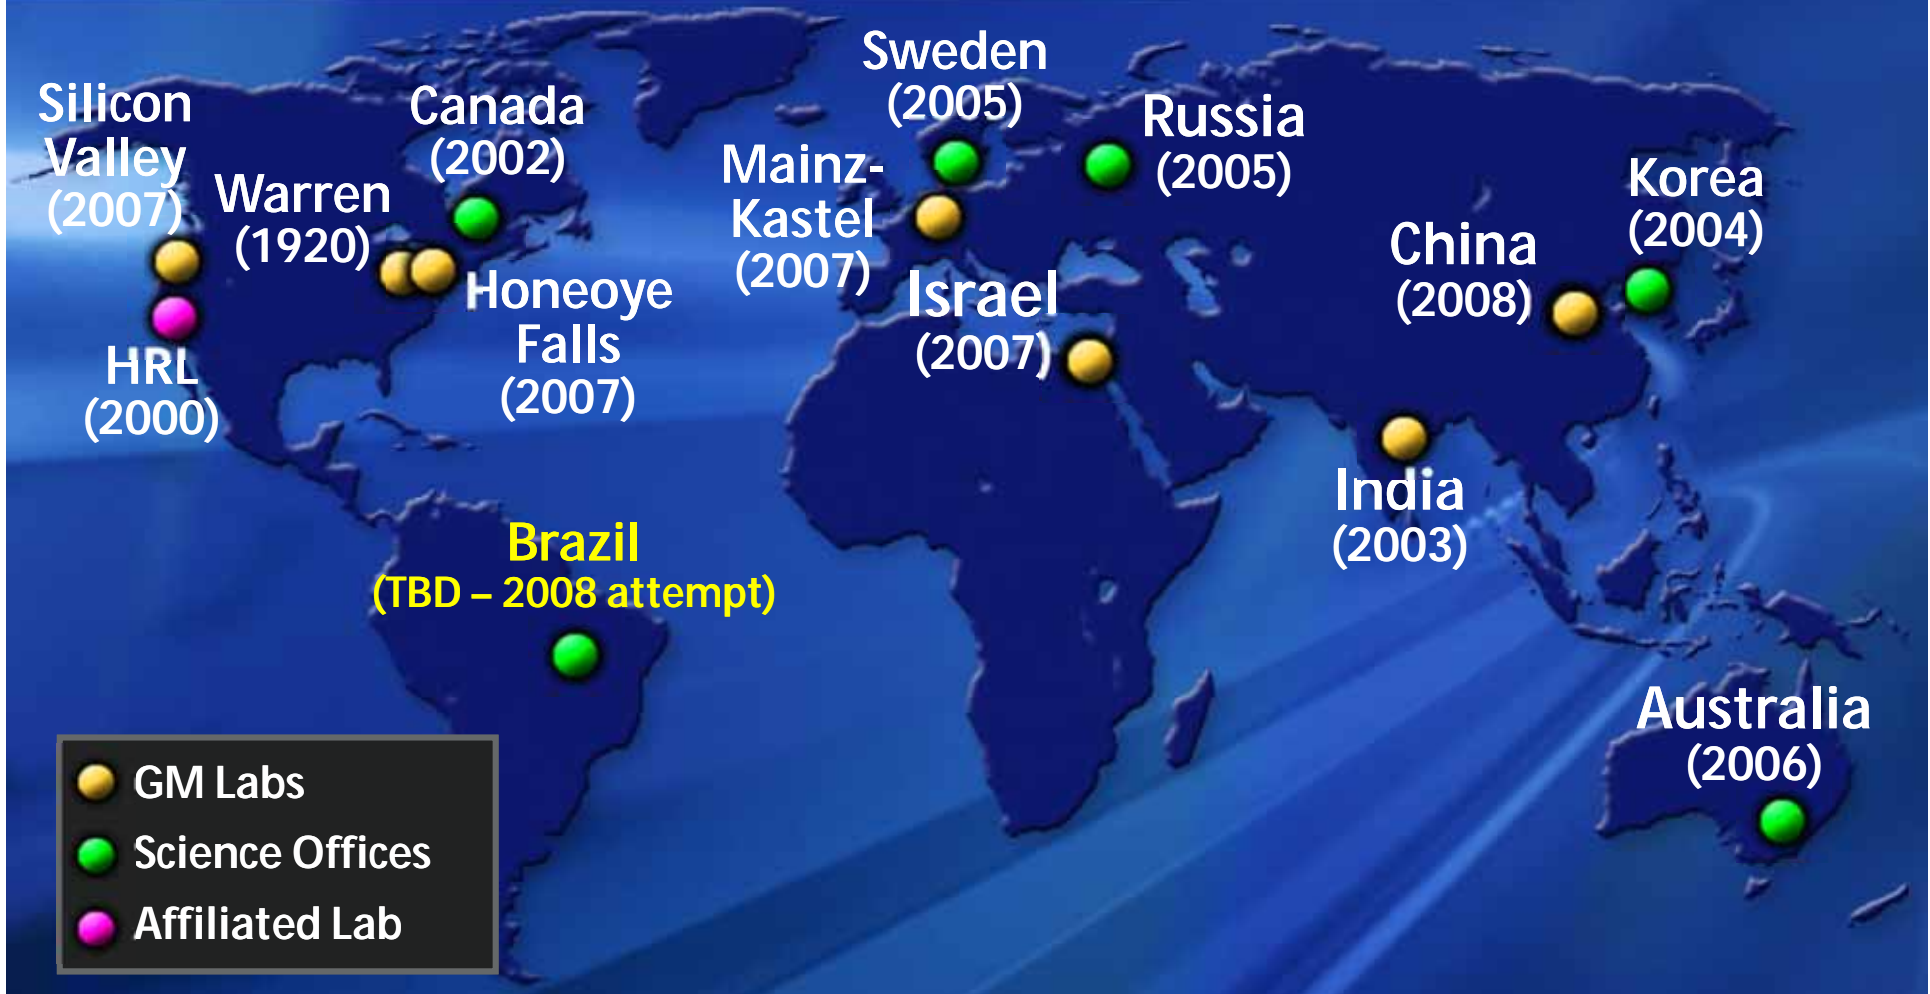 Silicon
Valley
(2007)
Canada
(2002)
Warren
(1920)
Honeoye
Falls
(2007)
HRL
(2000)
Sweden
(2005)
Russia
(2005)
Mainz-
Kastel
(2007)
Israel
(2007)
Korea
(2004)
China
(2008)
India
(2003)
Brazil
(TBD – 2008 attempt)
Australia
(2006)
GM Labs
Science Offices
Affiliated Lab